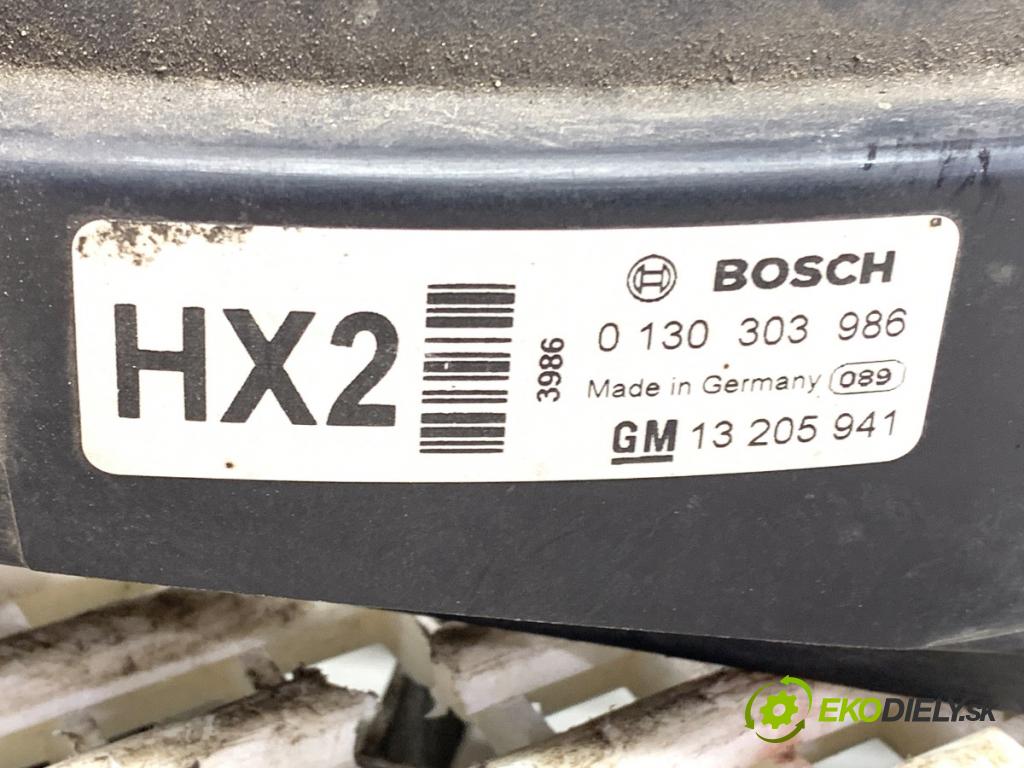 HX2
3986
BOSCH
0 130 303 986
Made in Germany 089
GM 13 205 941
EKODIELY.SK